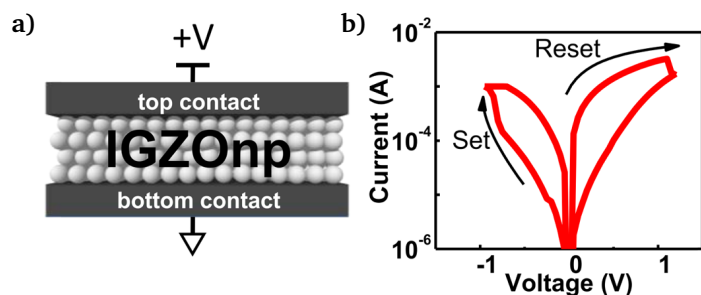 a)
+V
top contact
IGZOnp
bottom contact
b)
10-2
10-4
10-6
Current (A)
Set
Reset
-1
0
1
Voltage (V)